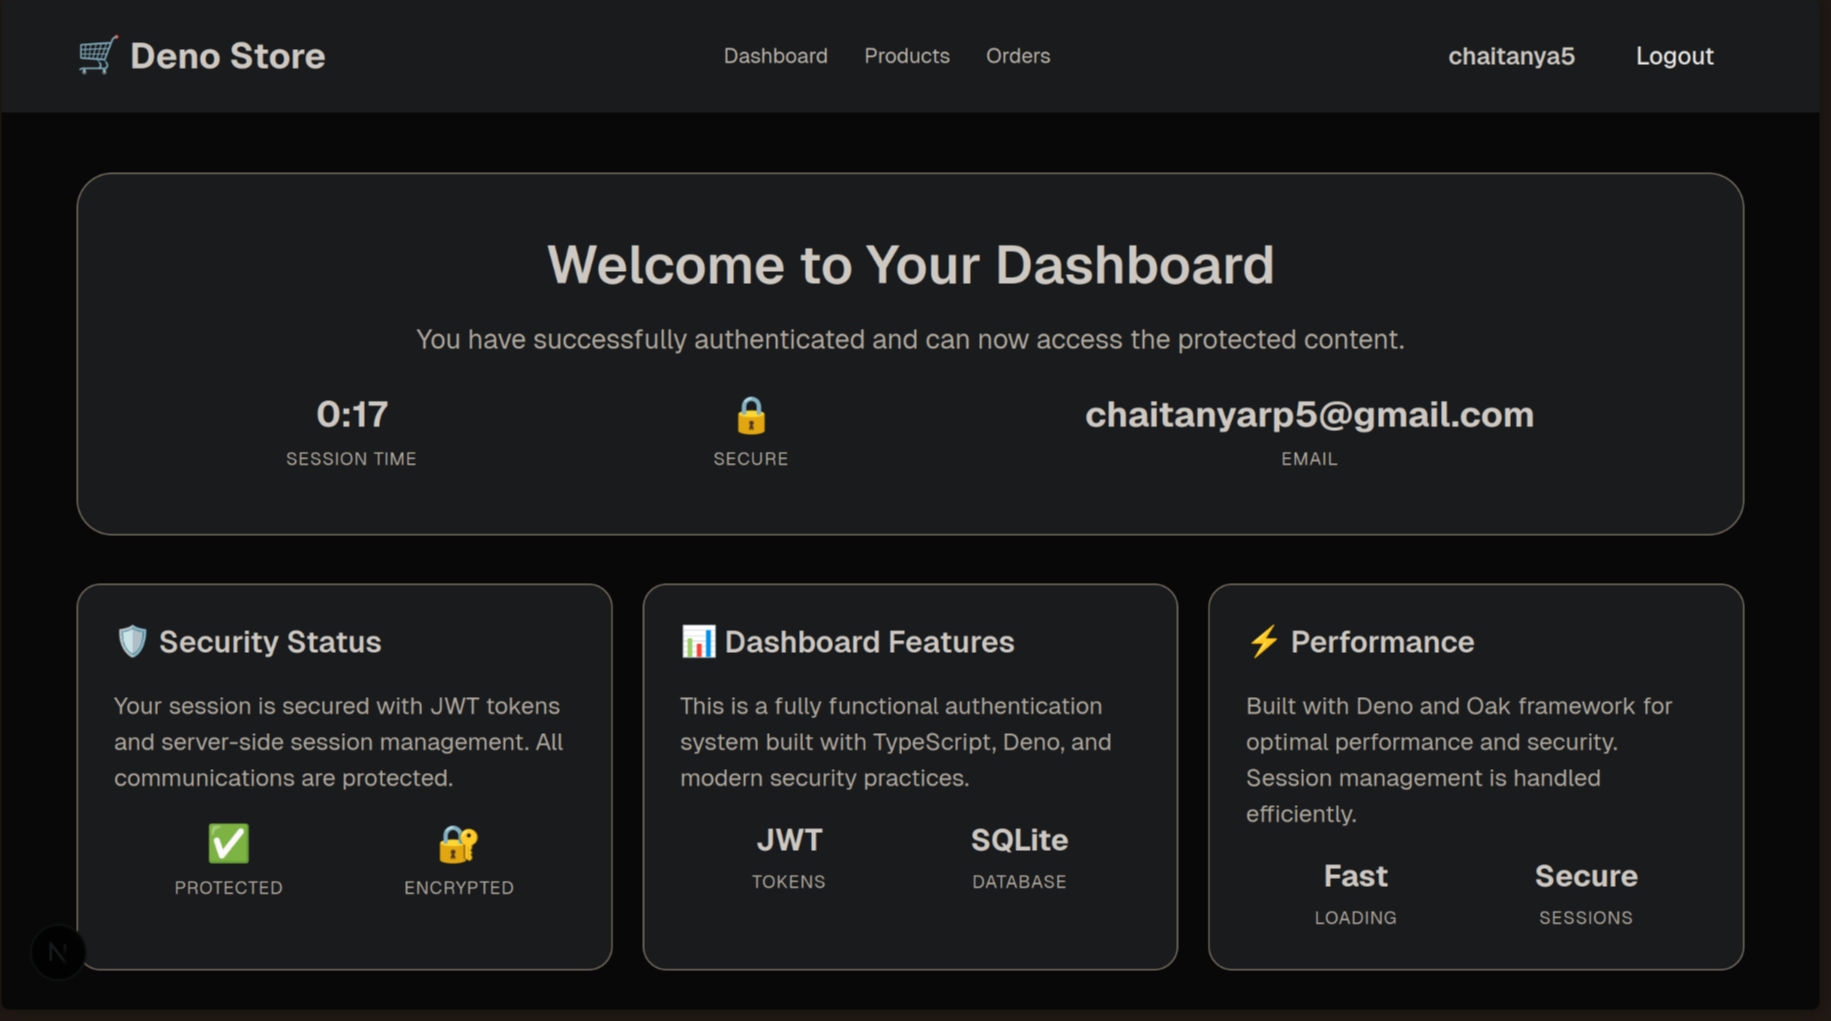 Deno Store
Dashboard Products Orders
chaitanya5 Logout
Welcome to Your Dashboard
You have successfully authenticated and can now access the protected content.
0:17
SESSION TIME
SECURE
chaitanyarp5@gmail.com
EMAIL
Security Status
Your session is secured with JWT tokens
and server-side session management. All
communications are protected.
PROTECTED
ENCRYPTED
Dashboard Features
This is a fully functional authentication
system built with TypeScript, Deno, and
modern security practices.
JWT
TOKENS
SQLite
DATABASE
Performance
Built with Deno and Oak framework for
optimal performance and security.
Session management is handled
efficiently.
Fast
LOADING
Secure
SESSIONS
N